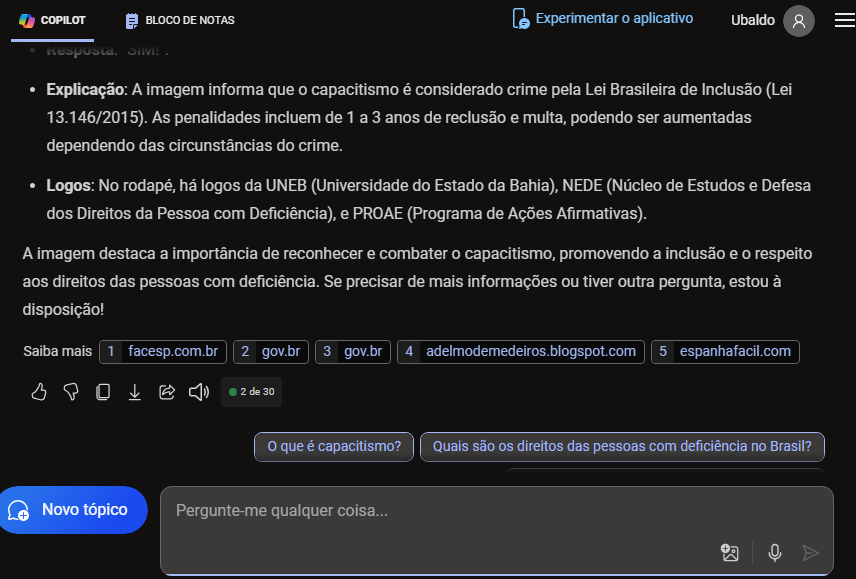 COPILOT
BLOCO DE NOTAS
Experimentar o aplicativo
Ubaldo
Resposta: "SIM!".
Explicação: A imagem informa que o capacitismo é considerado crime pela Lei Brasileira de Inclusão (Lei
13.146/2015). As penalidades incluem de 1 a 3 anos de reclusão e multa, podendo ser aumentadas
dependendo das circunstâncias do crime.
Logos: No rodapé, há logos da UNEB (Universidade do Estado da Bahia), NEDE (Núcleo de Estudos e Defesa
dos Direitos da Pessoa com Deficiência), e PROAE (Programa de Ações Afirmativas).
A imagem destaca a importância de reconhecer e combater o capacitismo, promovendo a inclusão e o respeito
aos direitos das pessoas com deficiência. Se precisar de mais informações ou tiver outra pergunta, estou à
disposição!
Saiba mais 1 facesp.com.br 2 gov.br 3 gov.br 4 adelmodemedeiros.blogspot.com 5 espanhafacil.com
2 de 30
O que é capacitismo? Quais são os direitos das pessoas com deficiência no Brasil?
Novo tópico
Pergunte-me qualquer coisa...